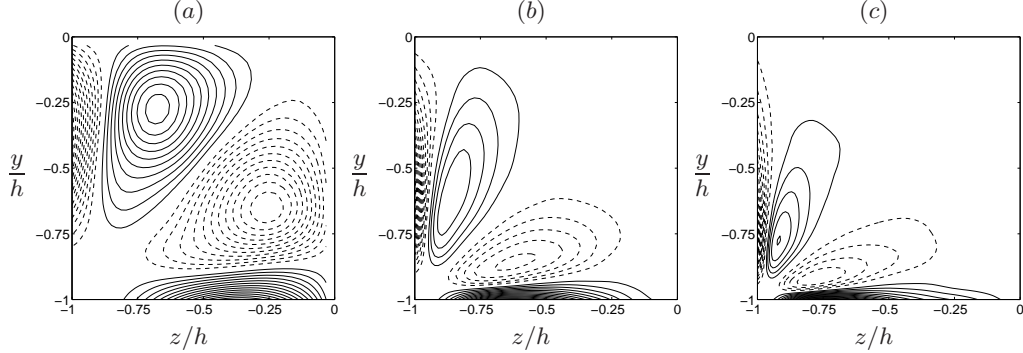 (a) (b) (c)
0 0 0
−0.25 −0.25 −0.25
y/h −0.5 y/h −0.5 y/h −0.5
−0.75 −0.75 −0.75
−1 −1 −1
−1 −0.75 −0.5 −0.25 0 −1 −0.75 −0.5 −0.25 0 −1 −0.75 −0.5 −0.25 0
z/h z/h z/h